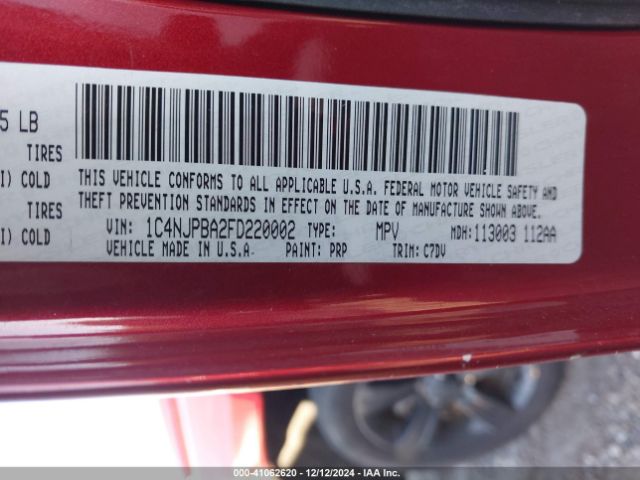 5 LB
TIRES
I) COLD
TIRES
I) COLD
THIS VEHICLE CONFORMS TO ALL APPLICABLE U.S.A. FEDERAL MOTOR VEHICLE SAFETY AND
THEFT PREVENTION STANDARDS IN EFFECT ON THE DATE OF MANUFACTURE SHOWN ABOVE.
VIN: 1C4NJPBA2FD220002 TYPE: MPV MDH: 113003 112AA
VEHICLE MADE IN U.S.A. PAINT: PRP TRIM: C7DV
000-41062620 - 12/12/2024 - IAA Inc.